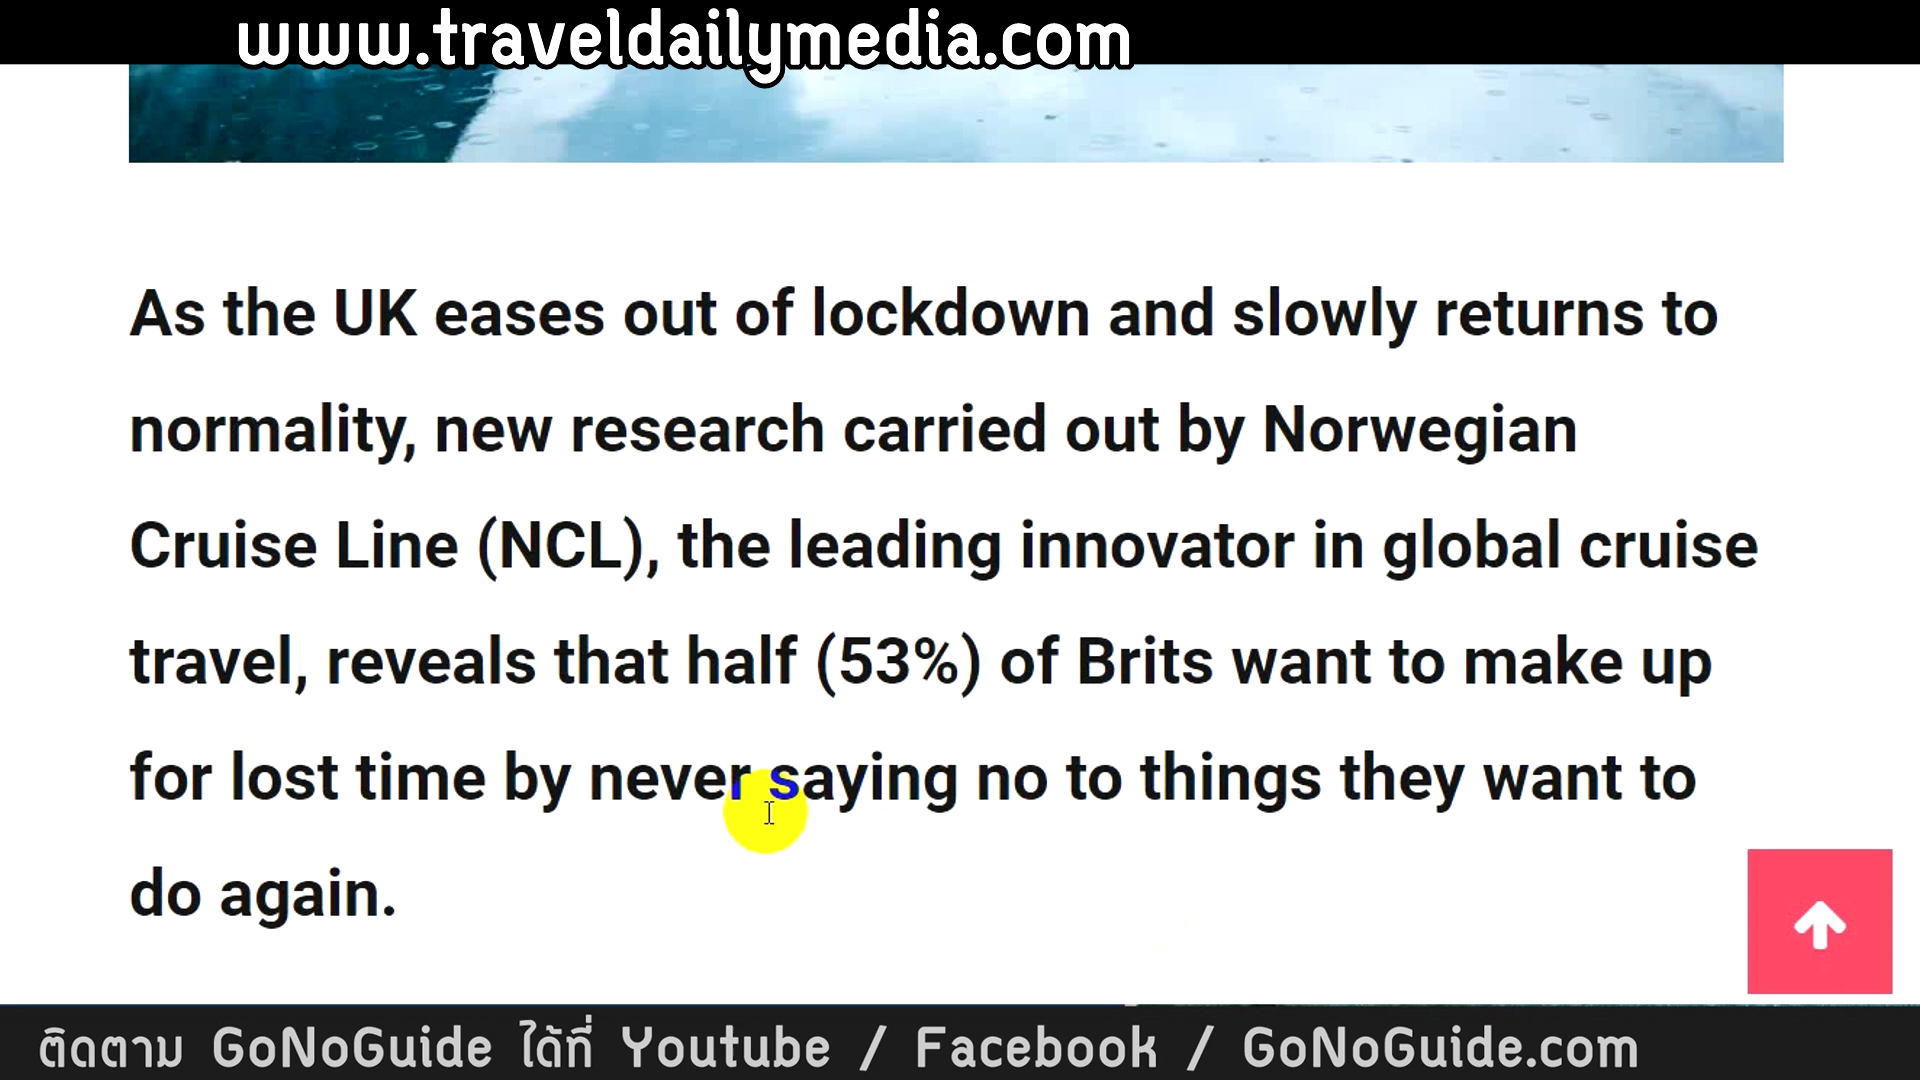 www.traveldailymedia.com
As the UK eases out of lockdown and slowly returns to
normality, new research carried out by Norwegian
Cruise Line (NCL), the leading innovator in global cruise
travel, reveals that half (53%) of Brits want to make up
for lost time by never saying no to things they want to
do again.
ติดตาม GoNoGuide ได้ที่ Youtube / Facebook / GoNoGuide.com